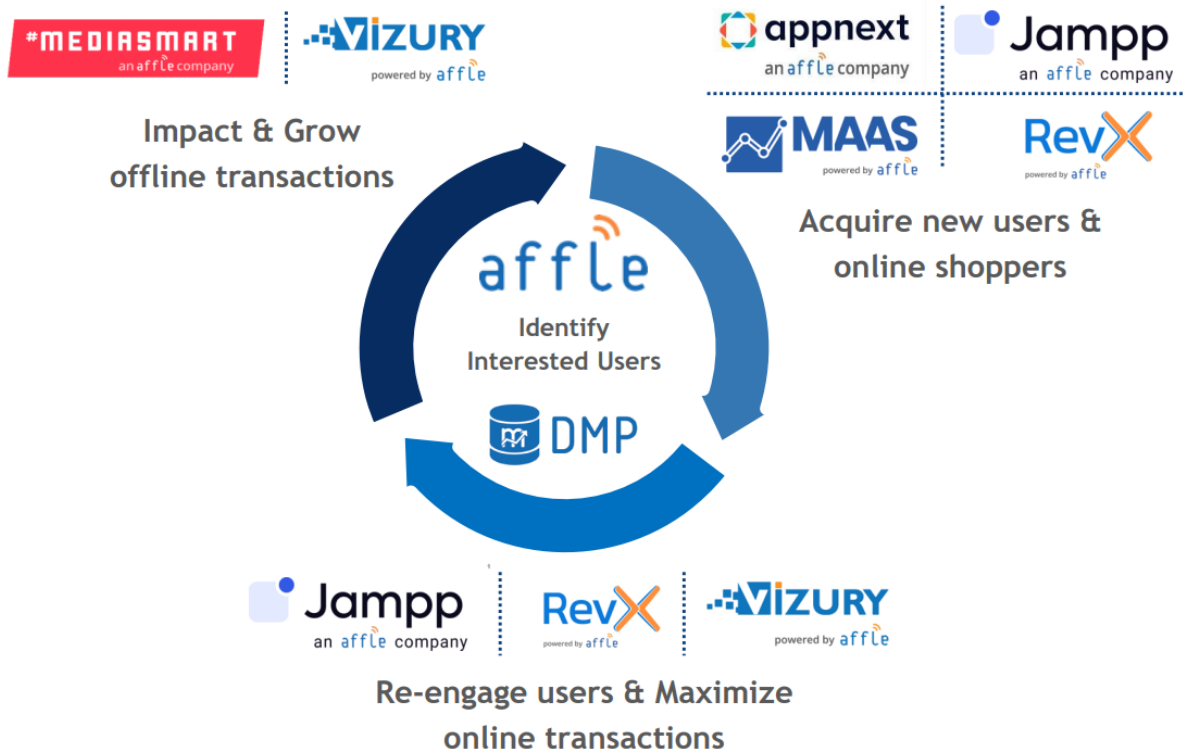 #MEDIASMART
an affle company
VIZURY
powered by affle
Impact & Grow
offline transactions
appnext
an affle company
Jampp
an affle company
MAAS
powered by affle
RevX
powered by affle
Acquire new users &
online shoppers
affle
Identify
Interested Users
DMP
Jampp
an affle company
RevX
powered by affle
VIZURY
powered by affle
Re-engage users & Maximize
online transactions